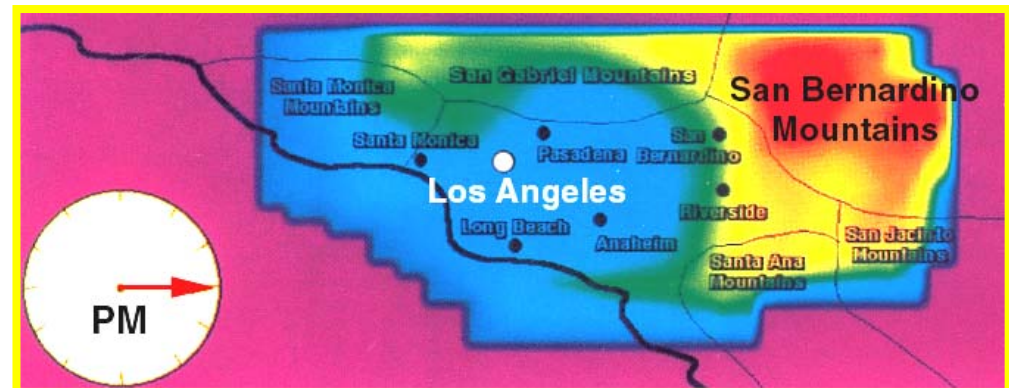 San Gabriel Mountains
Santa Monica
Mountains
San Bernardino
Mountains
Santa Monica
Pasadena
San
Bernardino
Los Angeles
Riverside
Long Beach
Anaheim
San Jacinto
Mountains
Santa Ana
Mountains
PM